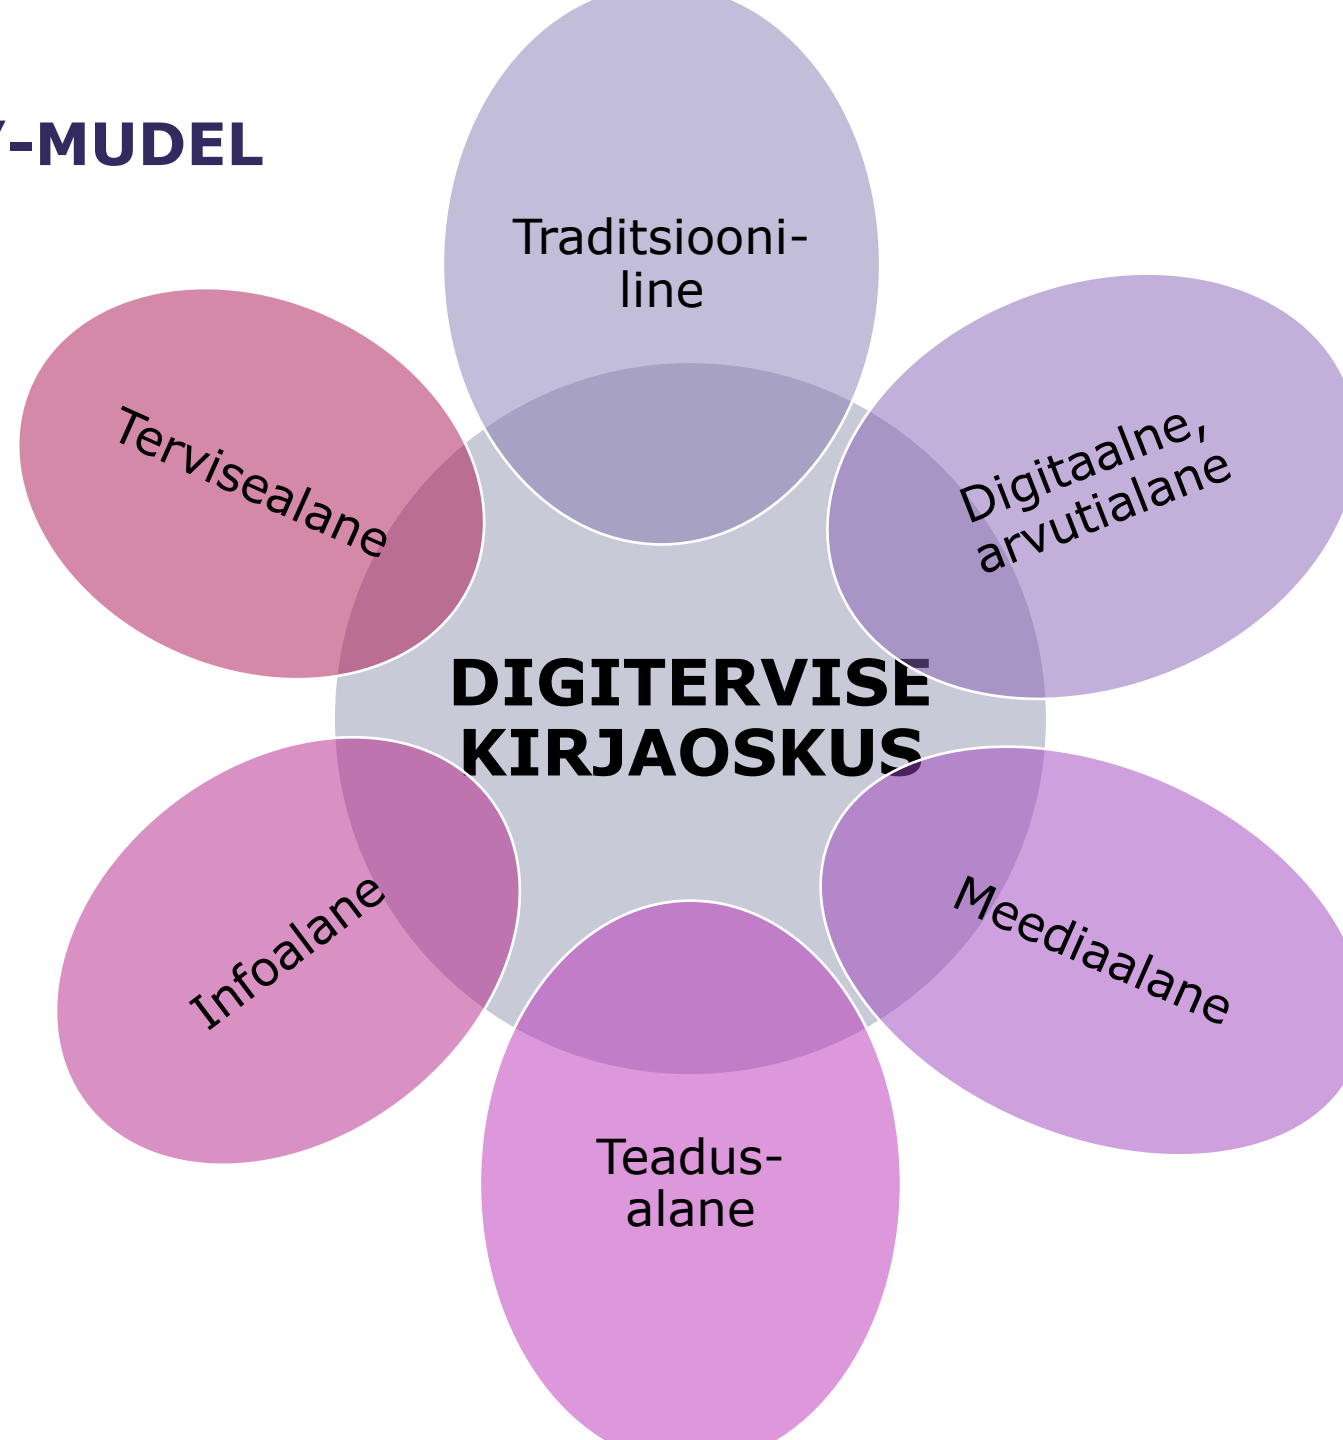 -MUDEL
Traditsiooni-
line
Digitaalne,
arvutialane
Tervisealane
DIGITERVISE
KIRJAOSKUS
Meediaalane
Infoalane
Teadus-
alane